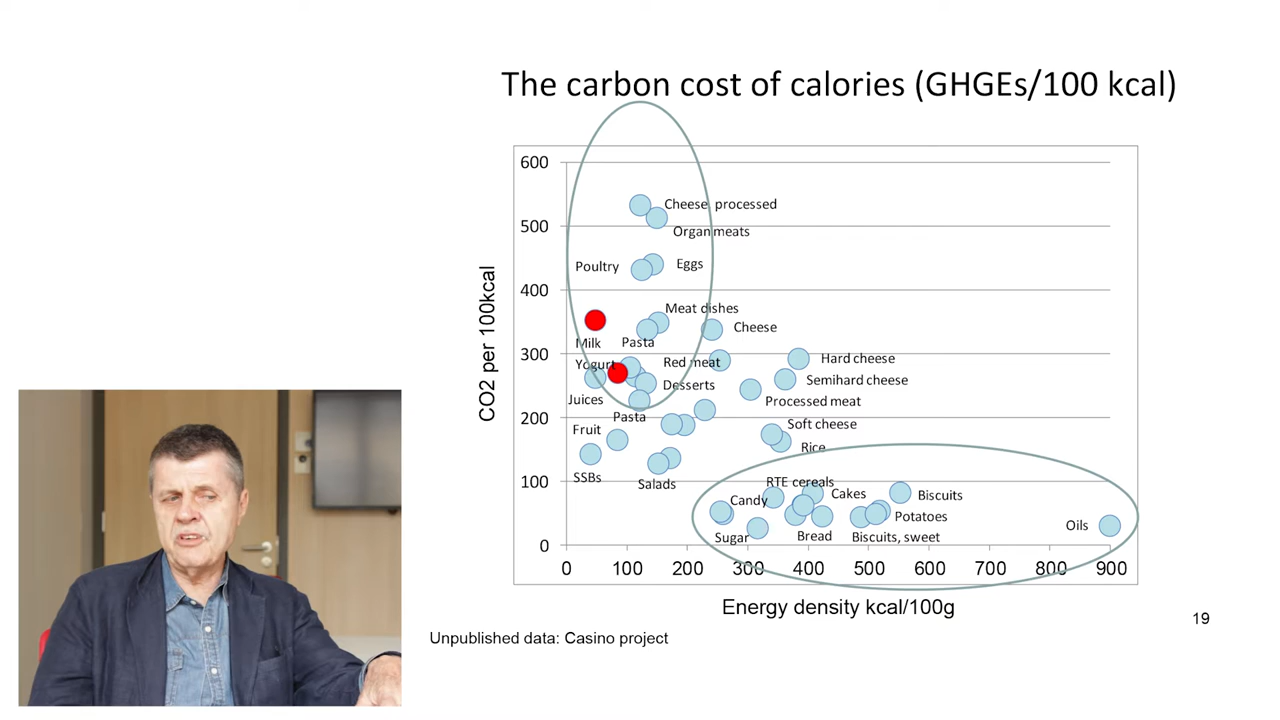 The carbon cost of calories (GHGEs/100 kcal)
CO2 per 100kcal
600
500
400
300
200
100
0
Cheese, processed
Organ meats
Poultry
Eggs
Meat dishes
Cheese
Milk
Pasta
Yogurt
Red meat
Hard cheese
Desserts
Semihard cheese
Juices
Processed meat
Pasta
Soft cheese
Fruit
Rice
SSBs
Salads
RTE cereals
Candy
Cakes
Biscuits
Potatoes
Oils
Sugar
Bread
Biscuits, sweet
0 100 200 300 400 500 600 700 800 900
Energy density kcal/100g
19
Unpublished data: Casino project